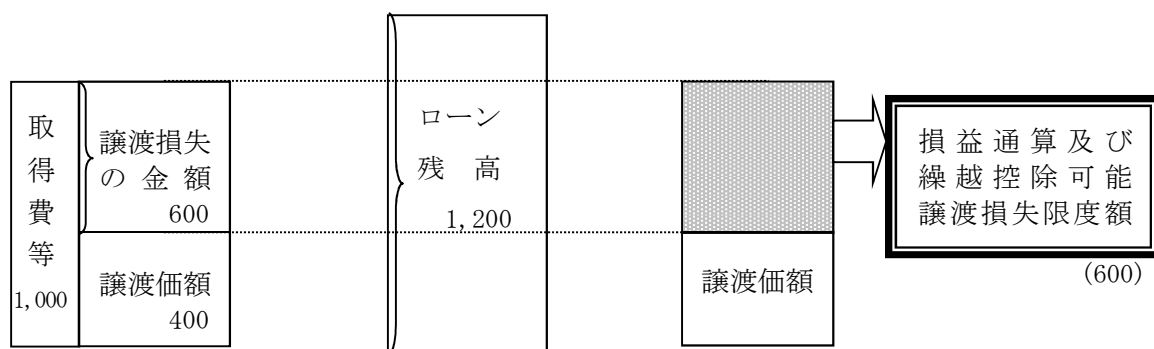 取得費等
1,000
譲渡損失
の金額
600
譲渡価額
400
ローン
残高
1,200
譲渡価額
損益通算及び
繰越控除可能
譲渡損失限度額
(600)